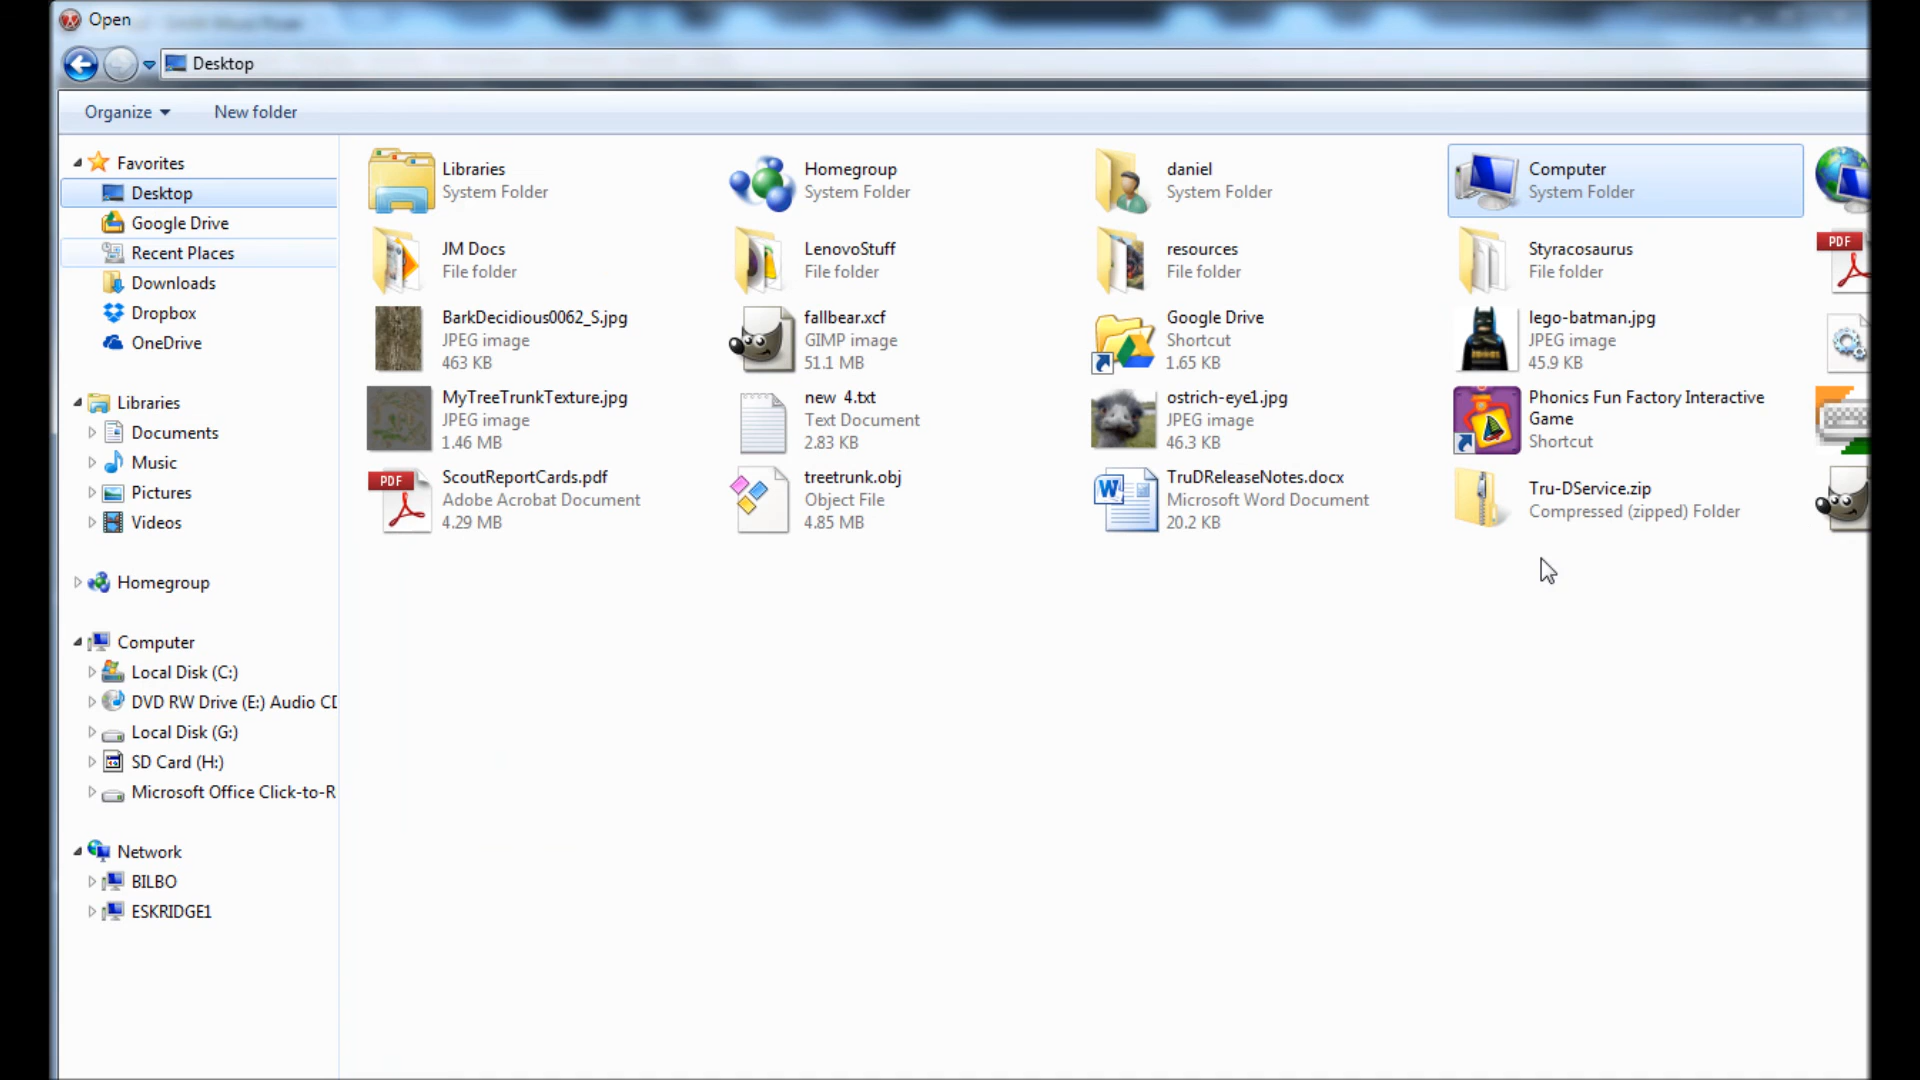 Open
Desktop
Organize
New folder
Favorites
Desktop
Google Drive
Recent Places
Downloads
Dropbox
OneDrive
Libraries
Documents
Music
Pictures
Videos
Homegroup
Computer
Local Disk (C:)
DVD RW Drive (E:) Audio CD
Local Disk (G:)
SD Card (H:)
Microsoft Office Click-to-R
Network
BILBO
ESKRIDGE1
Libraries
System Folder
Homegroup
System Folder
daniel
System Folder
Computer
System Folder
JM Docs
File folder
LenovoStuff
File folder
resources
File folder
Styracosaurus
File folder
PDF
BarkDecidious0062_S.jpg
JPEG image
463 KB
fallbear.xcf
GIMP image
51.1 MB
Google Drive
Shortcut
1.65 KB
lego-batman.jpg
JPEG image
45.9 KB
MyTreeTrunkTexture.jpg
JPEG image
1.46 MB
new 4.txt
Text Document
2.83 KB
ostrich-eye1.jpg
JPEG image
46.3 KB
Phonics Fun Factory Interactive
Game
Shortcut
PDF
ScoutReportCards.pdf
Adobe Acrobat Document
4.29 MB
treetrunk.obj
Object File
4.85 MB
W
TruDReleaseNotes.docx
Microsoft Word Document
20.2 KB
Tru-DService.zip
Compressed (zipped) Folder